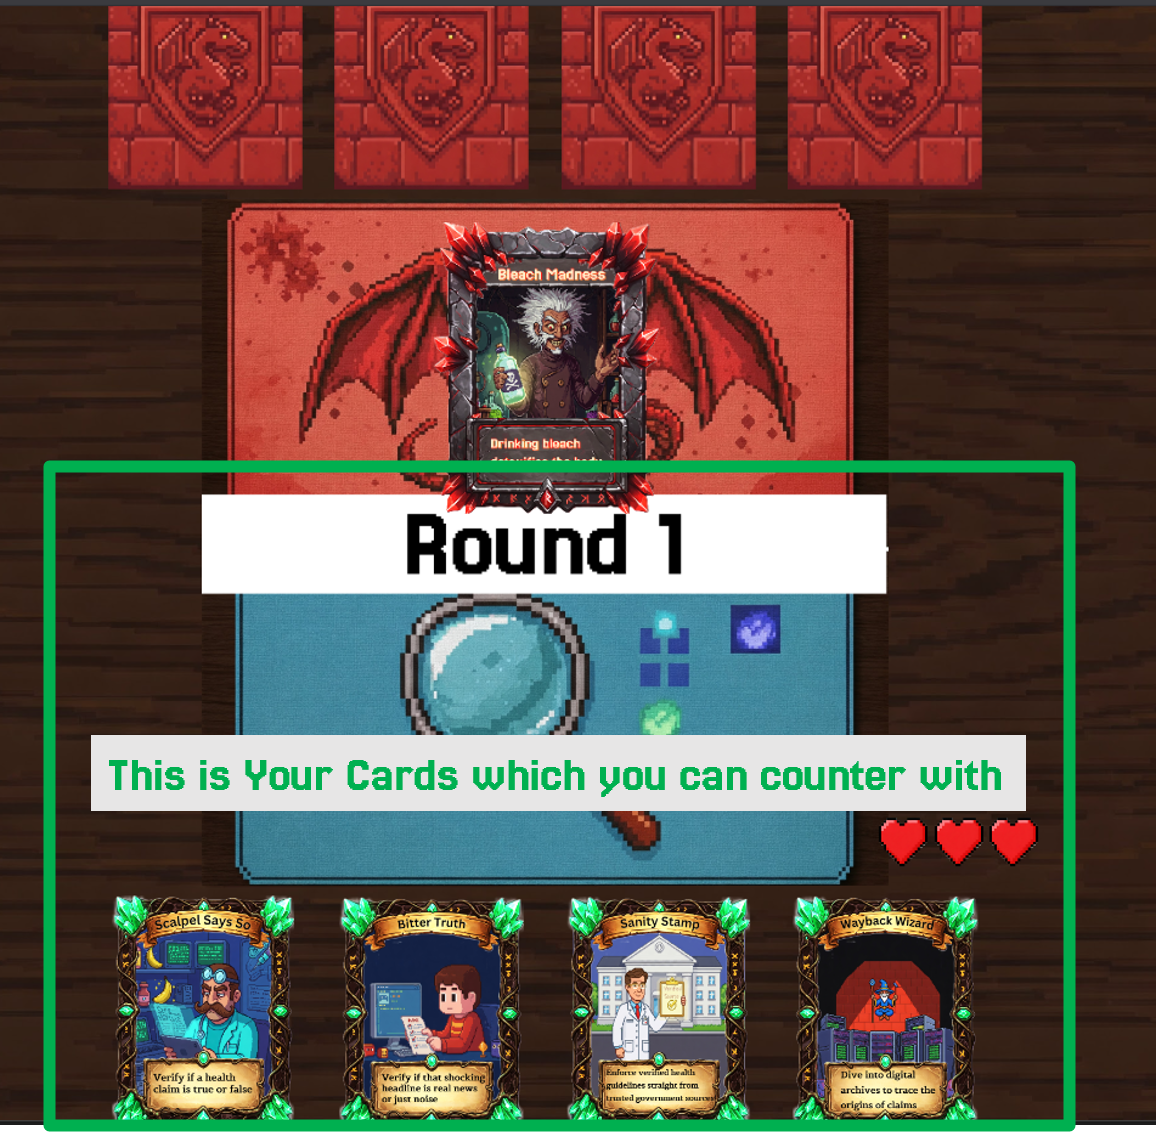 Bleach Madness
Drinking bleach
detoxifies the body
Round 1
This is Your Cards which you can counter with
Scalpel Says So
Verify if a health
claim is true or false
Bitter Truth
Verify if that shocking
headline is real news
or just noise
Sanity Stamp
Enforce verified health
guidelines straight from
trusted government sources
Wayback Wizard
Dive into digital
archives to trace the
origins of claims